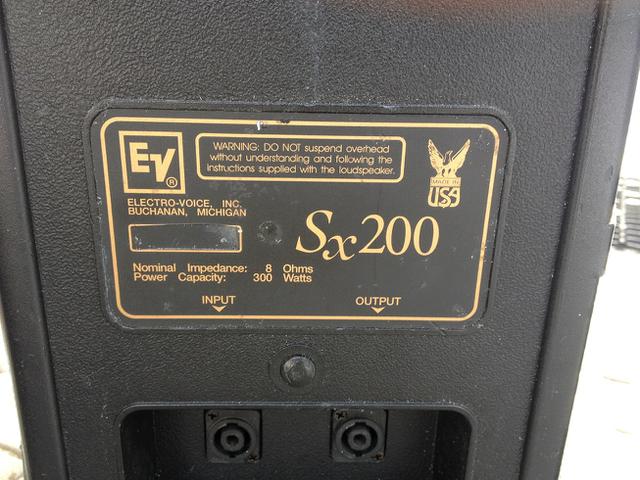 EV®
WARNING: DO NOT suspend overhead
without understanding and following the
instructions supplied with the loudspeaker.
MADE IN
USA
ELECTRO-VOICE, INC.
BUCHANAN, MICHIGAN
Sx200
Nominal Impedance: 8 Ohms
Power Capacity: 300 Watts
INPUT
OUTPUT